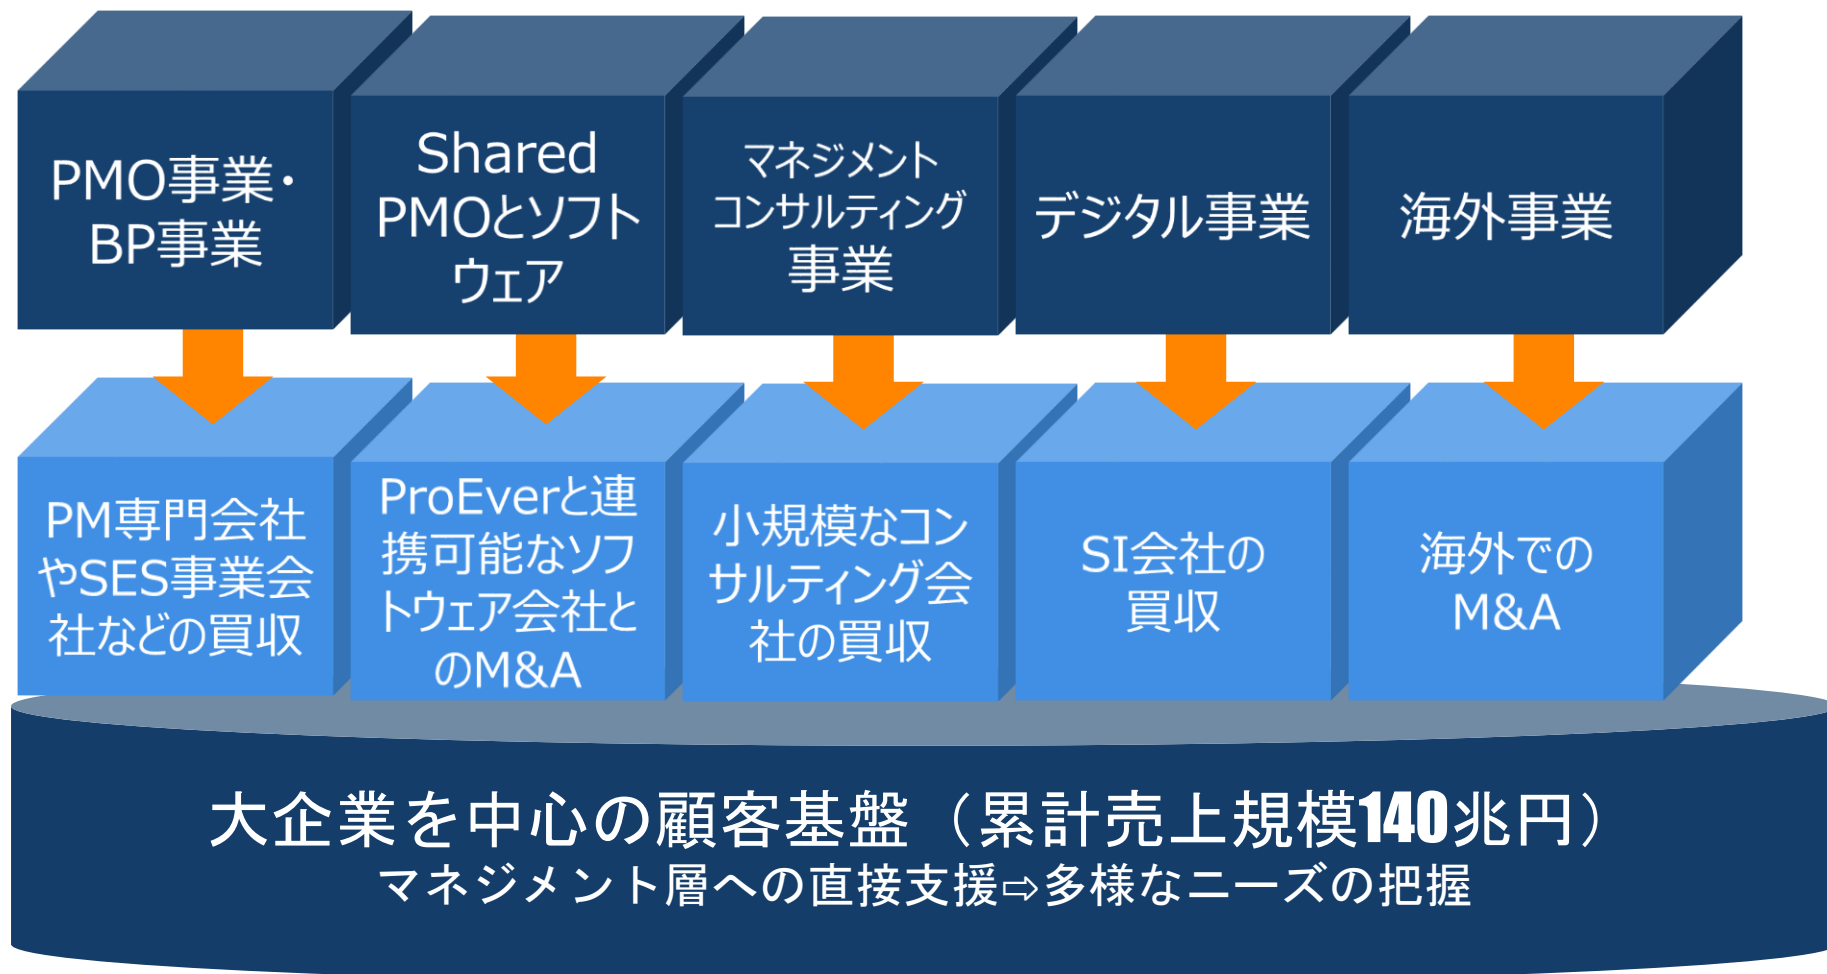 PMO事業・
BP事業
Shared
PMOとソフト
ウェア
マネジメント
コンサルティング
事業
デジタル事業
海外事業
PM専門会社
やSES事業会
社などの買収
ProEverと連
携可能なソフ
トウェア会社と
のM&A
小規模なコン
サルティング会
社の買収
SI会社の
買収
海外での
M&A
大企業を中心の顧客基盤（累計売上規模140兆円）
マネジメント層への直接支援⇨多様なニーズの把握